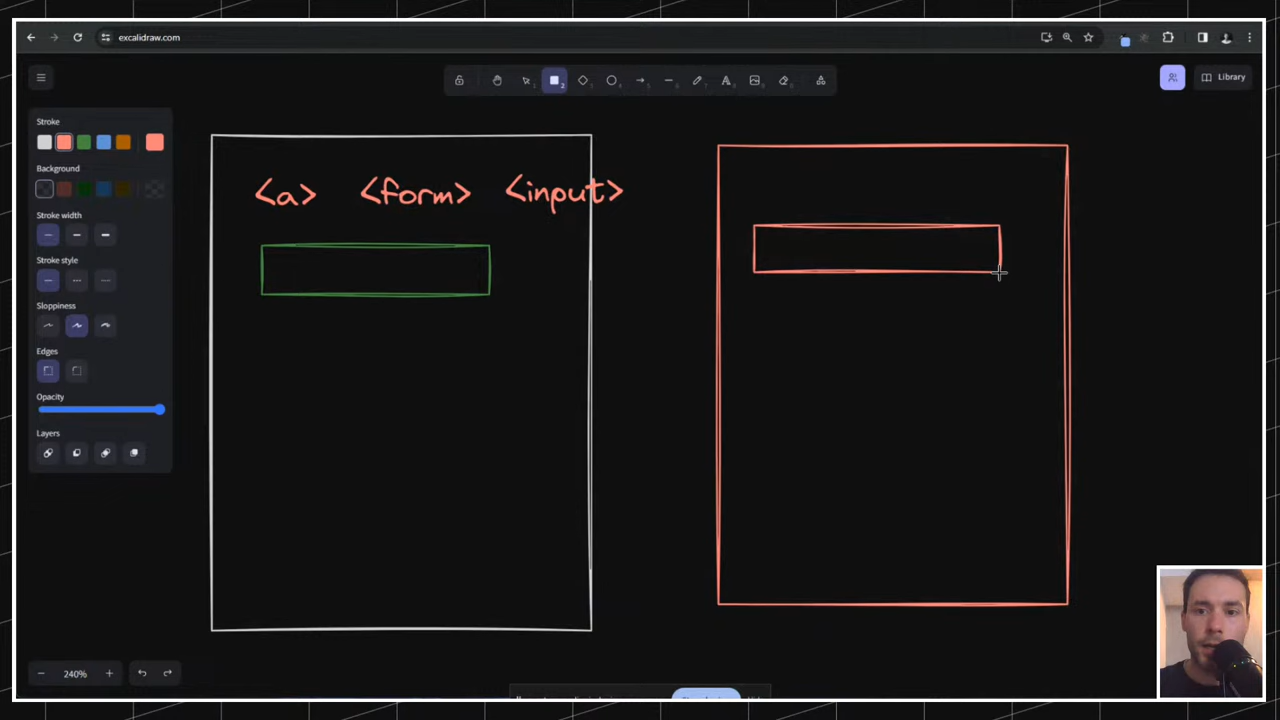 excalidraw.com
Library
Stroke
Background
Stroke width
Stroke style
Sloppiness
Edges
Opacity
Layers
<a> <form> <input>
240%